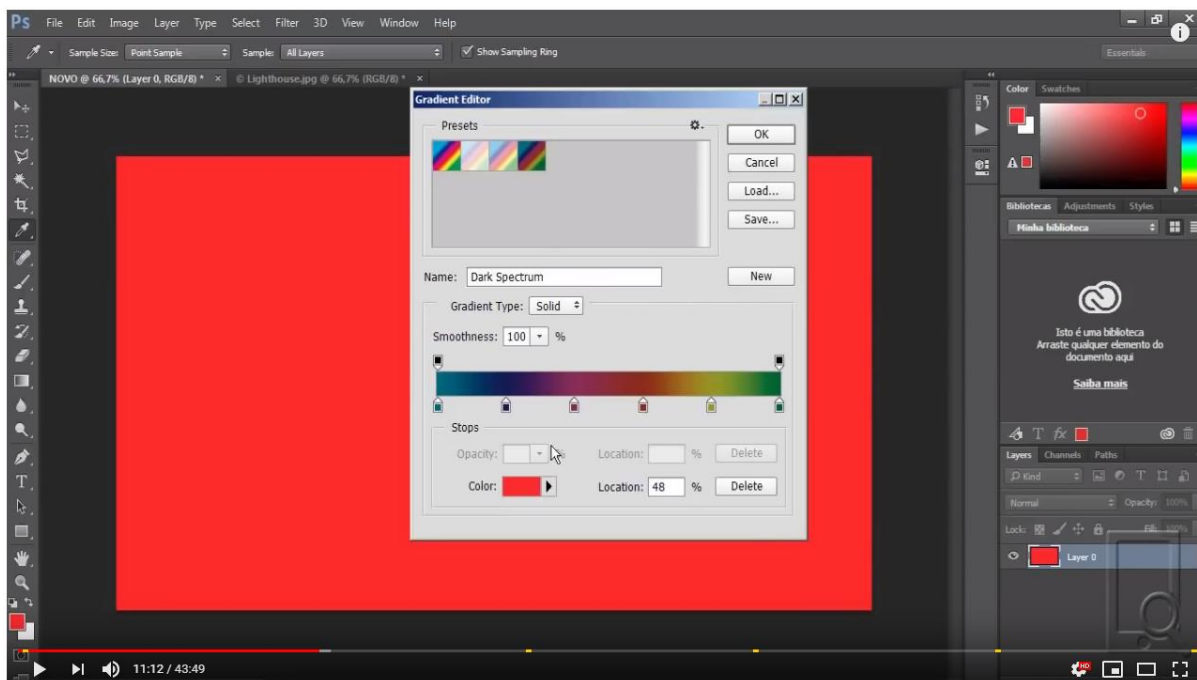 Ps File Edit Image Layer Type Select Filter 3D View Window Help
Sample Size: Point Sample Sample: All Layers Show Sampling Ring Essentials
NOVO @ 66,7% (Layer 0, RGB/8) * × © Lighthouse.jpg @ 66,7% (RGB/8) * ×
Gradient Editor
Presets
OK
Cancel
Load...
Save...
Name: Dark Spectrum New
Gradient Type: Solid
Smoothness: 100 %
Stops
Opacity: % Location: % Delete
Color: Location: 48 % Delete
Color Swatches
Bibliotecas Adjustments Styles
Minha biblioteca
Isto é uma biblioteca
Arraste qualquer elemento do
documento aqui
Saiba mais
Layers Channels Paths
Kind
Normal Opacity: 100%
Lock: Fill: 100%
Layer 0
11:12 / 43:49 HD